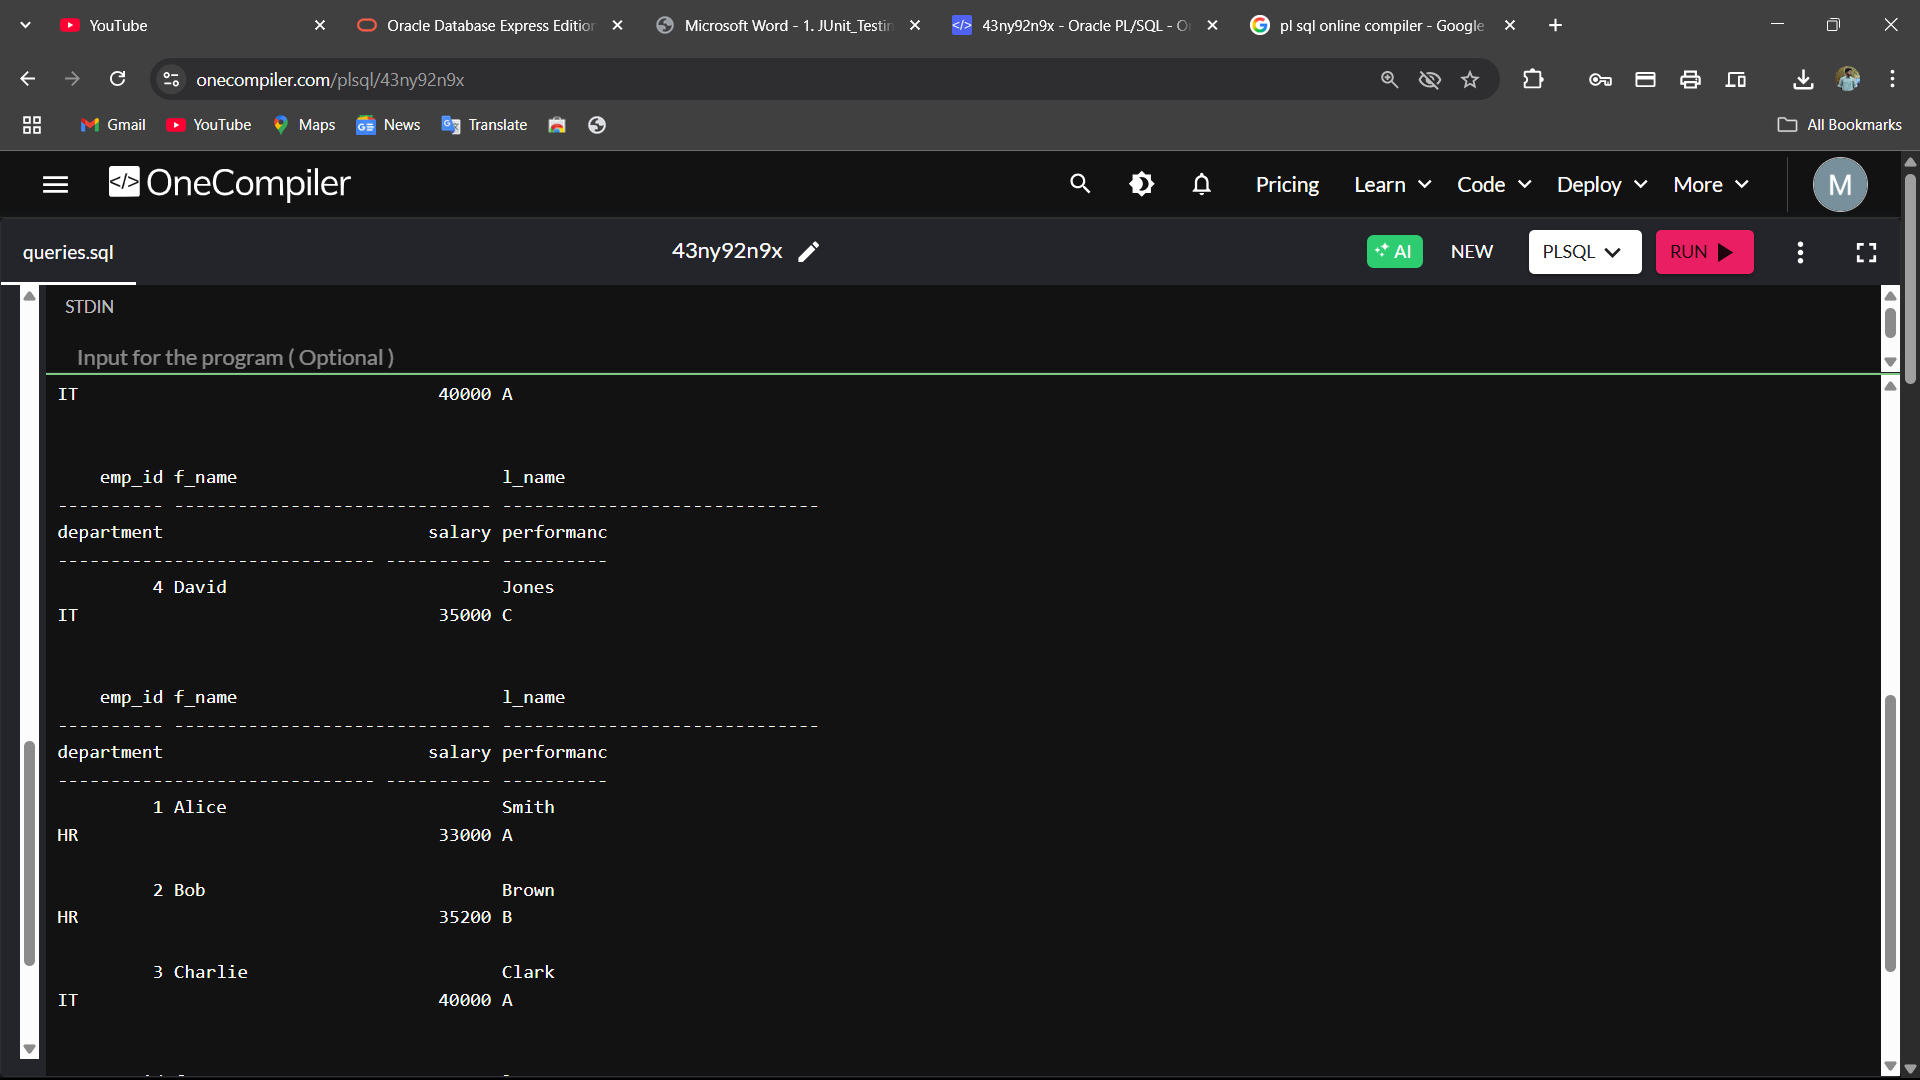 YouTube
Oracle Database Express Edition
Microsoft Word - 1. JUnit_Testin
43ny92n9x - Oracle PL/SQL - O
pl sql online compiler - Google
onecompiler.com/plsql/43ny92n9x
Gmail
YouTube
Maps
News
Translate
All Bookmarks
</> OneCompiler
Pricing
Learn
Code
Deploy
More
M
queries.sql
43ny92n9x
AI
NEW
PLSQL
RUN
STDIN
Input for the program ( Optional )
IT 40000 A
emp_id f_name l_name
---------- ------------------------------ ------------------------------
department salary performanc
------------------------------ ---------- ----------
4 David Jones
IT 35000 C
emp_id f_name l_name
---------- ------------------------------ ------------------------------
department salary performanc
------------------------------ ---------- ----------
1 Alice Smith
HR 33000 A
2 Bob Brown
HR 35200 B
3 Charlie Clark
IT 40000 A